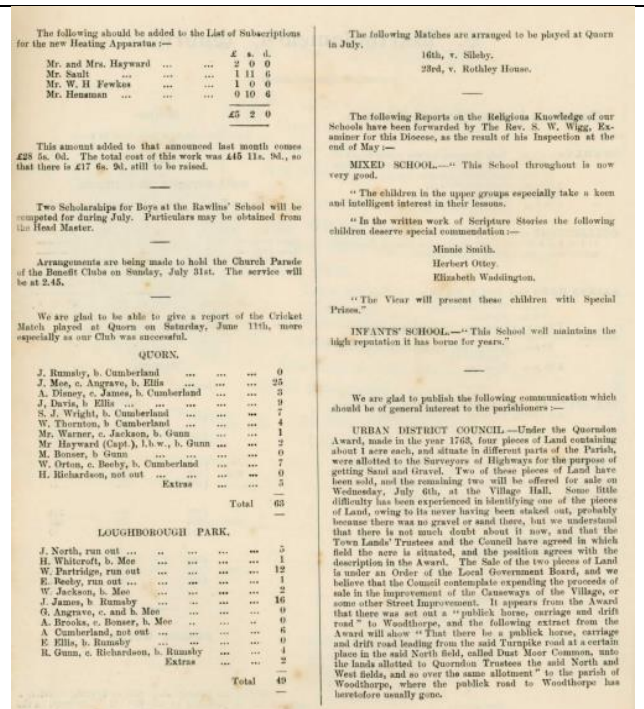 The following should be added to the List of Subscriptions
for the new Heating Apparatus :—
£ s. d.
Mr. and Mrs. Hayward ... ... 2 0 0
Mr. Sault ... ... ... 1 11 6
Mr. W. H Fewkes ... ... 1 0 0
Mr. Hensman ... ... ... 0 10 6
£5 2 0
This amount added to that announced last month comes
£28 5s. 0d. The total cost of this work was £45 11s. 9d., so
that there is £17 6s. 9d. still to be raised.
Two Scholarships for Boys at the Rawlins' School will be
competed for during July. Particulars may be obtained from
the Head Master.
Arrangements are being made to hold the Church Parade
of the Benefit Clubs on Sunday, July 31st. The service will
be at 2.45.
We are glad to be able to give a report of the Cricket
Match played at Quorn on Saturday, June 11th, more
especially as our Club was successful.
QUORN.
J. Rumsby, b. Cumberland ... ... ... 0
J. Mee, c. Angrave, b. Ellis ... ... ... 25
A. Disney, c. James, b. Cumberland ... ... 3
J, Davis, b Ellis ... ... ... ... 9
S. J. Wright, b. Cumberland ... ... ... 7
W. Thornton, b Cumberland ... ... ... 4
Mr. Warner, c. Jackson, b. Gunn ... ... 1
Mr Hayward (Capt.), l.b.w., b. Gunn ... ... 2
M. Bonser, b Gunn ... ... ... ... 0
W. Orton, c. Beeby, b. Cumberland ... ... 7
H. Richardson, not out ... ... ... ... 0
Extras ... ... 5
Total 63
LOUGHBOROUGH PARK.
J. North, run out ... .. ... ... ... 5
H. Whitcroft, b. Mee ... ... ... ... 1
W. Partridge, run out ... ... ... ... 12
E. Beeby, run out ... ... ... ... ... 1
W. Jackson, b. Mee ... ... ... ... 2
J. James, b Rumsby ... ... ... ... 16
G. Angrave, c. and b. Mee ... ... ... 0
A. Brooks, c. Bonser, b. Mee ... ... ... 0
A Cumberland, not out ... ... ... ... 6
E. Ellis, b. Rumsby ... ... ... ... 0
R. Gunn, c. Richardson, b. Rumsby ... ... 4
Extras ... ... 2
Total 49
The following Matches are arranged to be played at Quorn
in July.
16th, v. Sileby.
23rd, v. Rothley House.
The following Reports on the Religious Knowledge of our
Schools have been forwarded by The Rev. S. W. Wigg, Ex-
aminer for this Diocese, as the result of his Inspection at the
end of May :—
MIXED SCHOOL.—“ This School throughout is now
very good.
“ The children in the upper groups especially take a keen
and intelligent interest in their lessons.
“ In the written work of Scripture Stories the following
children deserve special commendation :—
Minnie Smith.
Herbert Ottey.
Elizabeth Waddington.
“ The Vicar will present these children with Special
Prizes.”
INFANTS' SCHOOL.—“ This School well maintains the
high reputation it has borne for years.”
We are glad to publish the following communication which
should be of general interest to the parishioners :—
URBAN DISTRICT COUNCIL —Under the Quorndon
Award, made in the year 1763, four pieces of Land containing
about 1 acre each, and situate in different parts of the Parish,
were allotted to the Surveyors of Highways for the purpose of
getting Sand and Gravel. Two of these pieces of Land have
been sold, and the remaining two will be offered for sale on
Wednesday, July 6th, at the Village Hall. Some little
difficulty has been experienced in identifying one of the pieces
of Land, owing to its never having been staked out, probably
because there was no gravel or sand there, but we understand
that there is not much doubt about it now, and that the
Town Lands' Trustees and the Council have agreed in which
field the acre is situated, and the position agrees with the
description in the Award. The Sale of the two pieces of Land
is under an Order of the Local Government Board, and we
believe that the Council contemplate expending the proceeds of
sale in the improvement of the Causeways of the Village, or
some other Street Improvement. It appears from the Award
that there was set out a “ publick horse, carriage and drift
road ” to Woodthorpe, and the following extract from the
Award will show “ That there be a publick horse, carriage
and drift road leading from the said Turnpike road at a certain
place in the said North field, called Dust Moor Common, unto
the lands allotted to Quorndon Trustees the said North and
West fields, and so over the same allotment ” to the parish of
Woodthorpe, where the publick road to Woodthorpe has
heretofore usually gone.